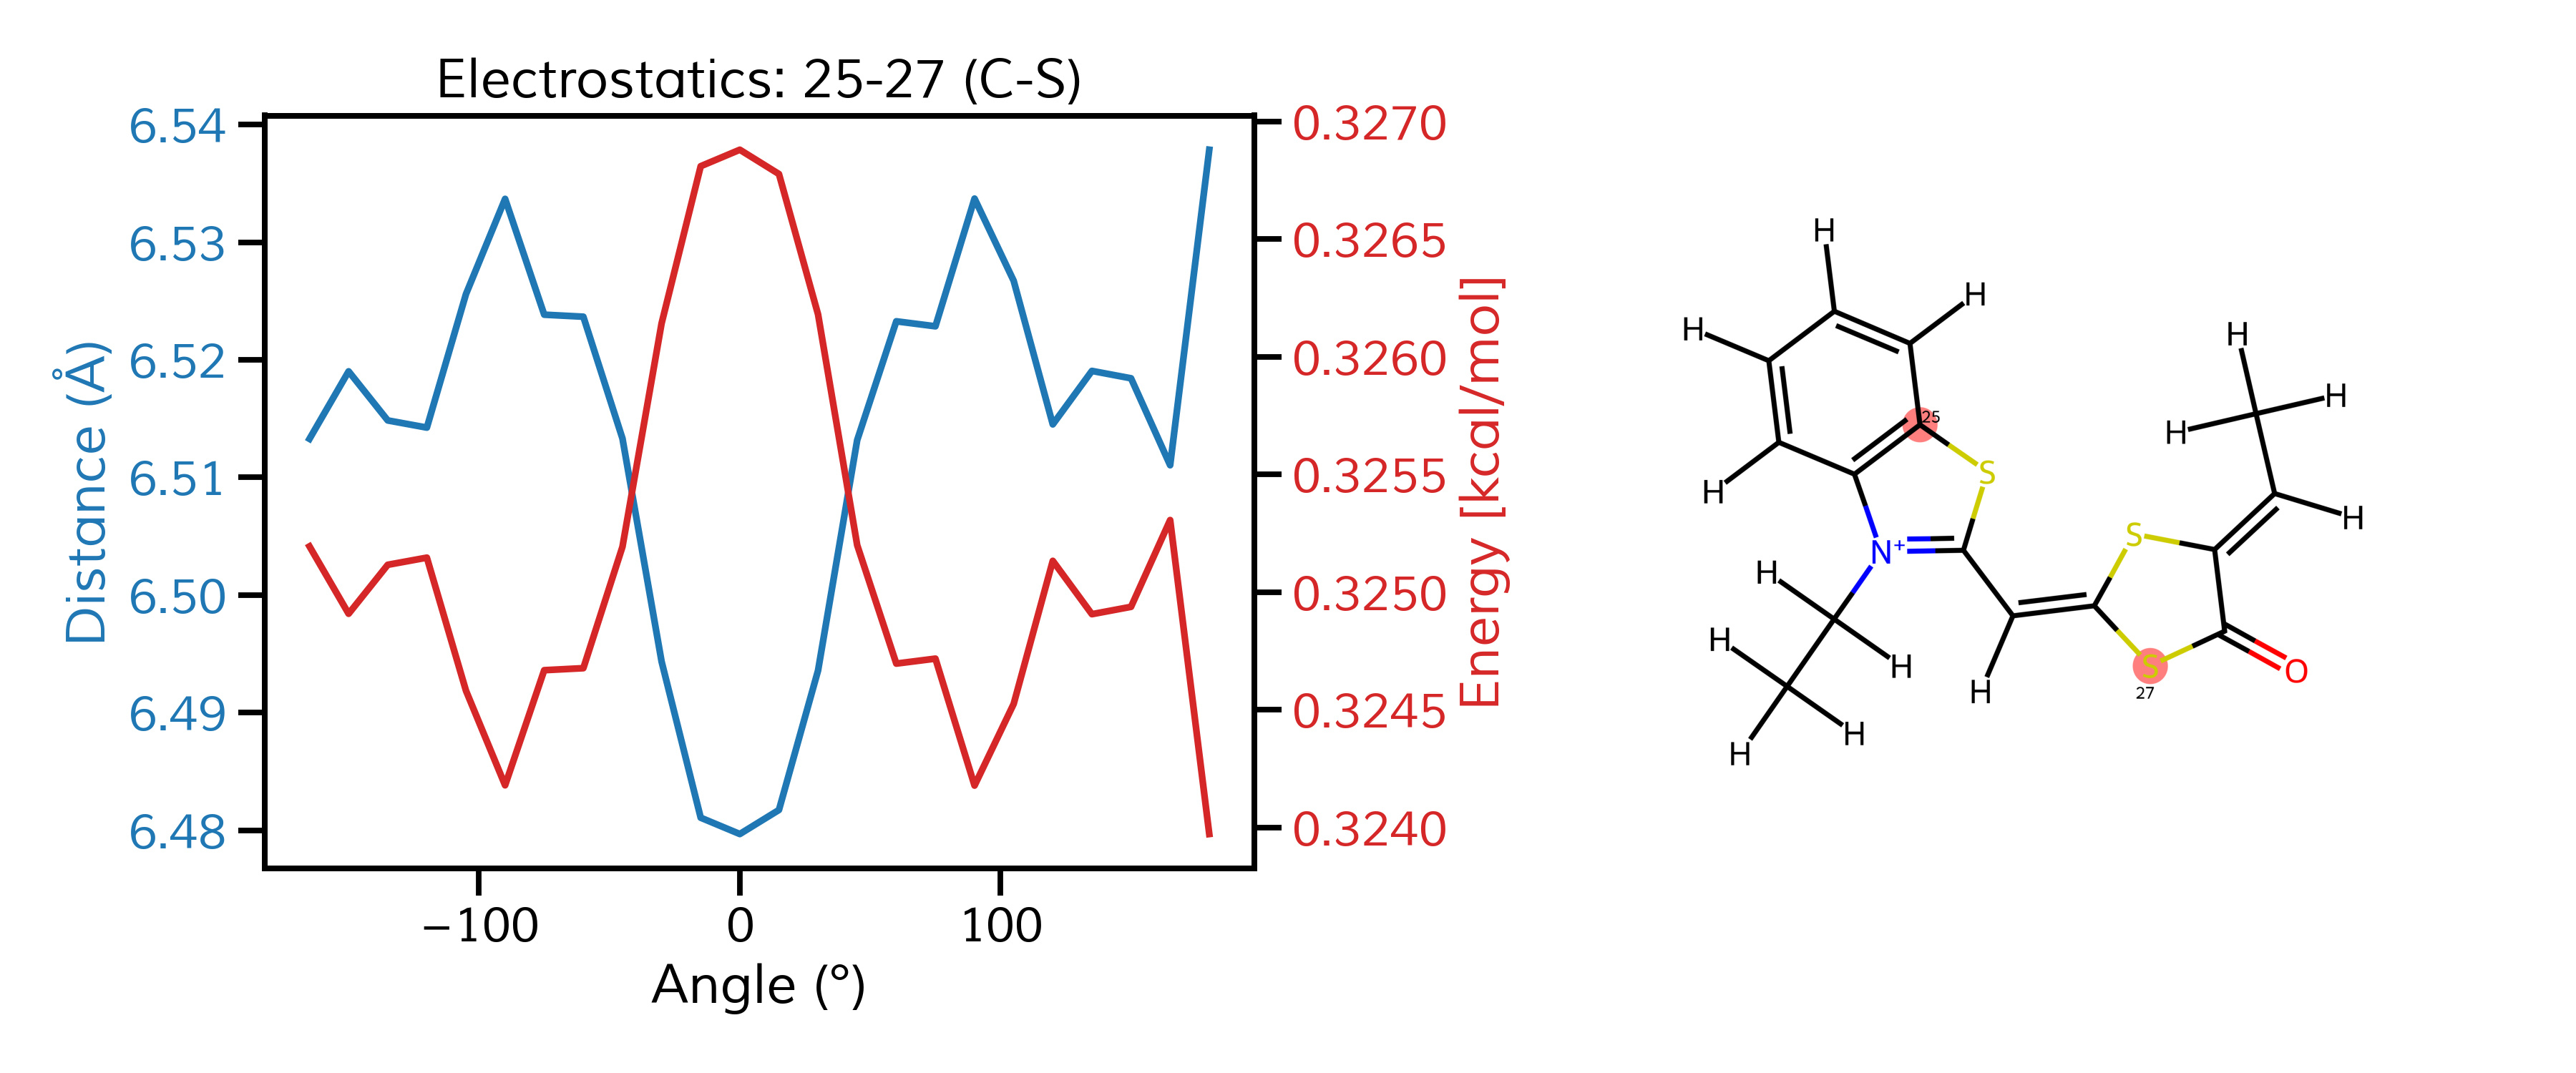 Electrostatics: 25-27 (C-S)
Distance (Å)
6.54
6.53
6.52
6.51
6.50
6.49
6.48
0.3270
0.3265
0.3260
0.3255
0.3250
0.3245
0.3240
Energy [kcal/mol]
−100 0 100
Angle (°)
H
H
H
H
H
H
H
H
25
S
S
N+
H
H
H
H
H
H
S
27
O
H
H